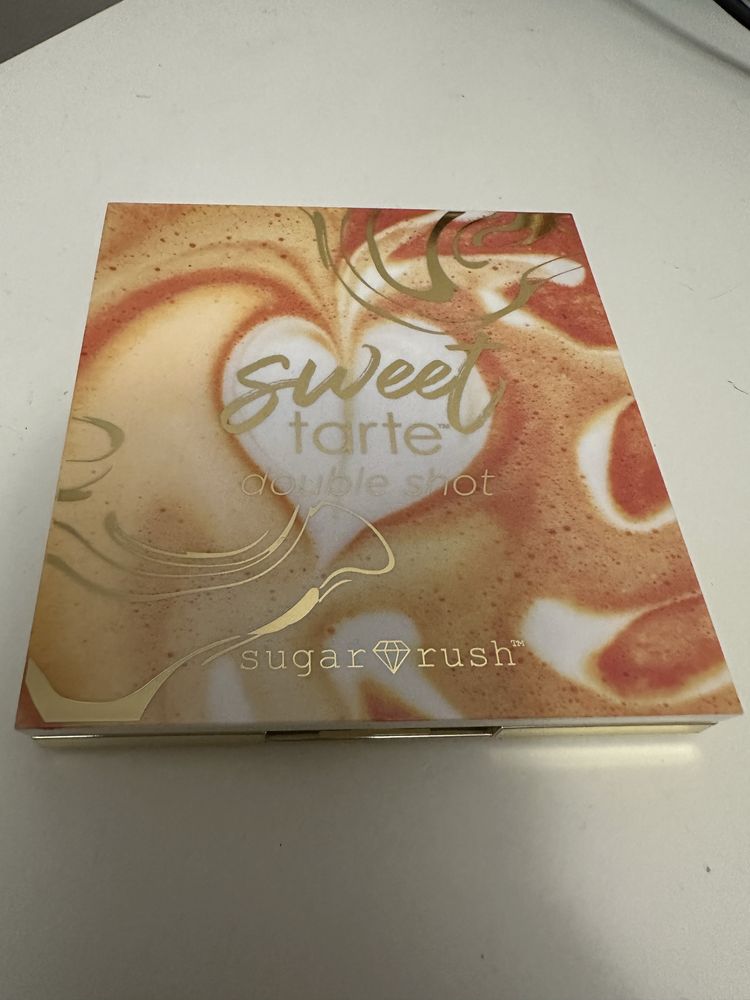 sweet
tarte™
double shot
sugar rush™